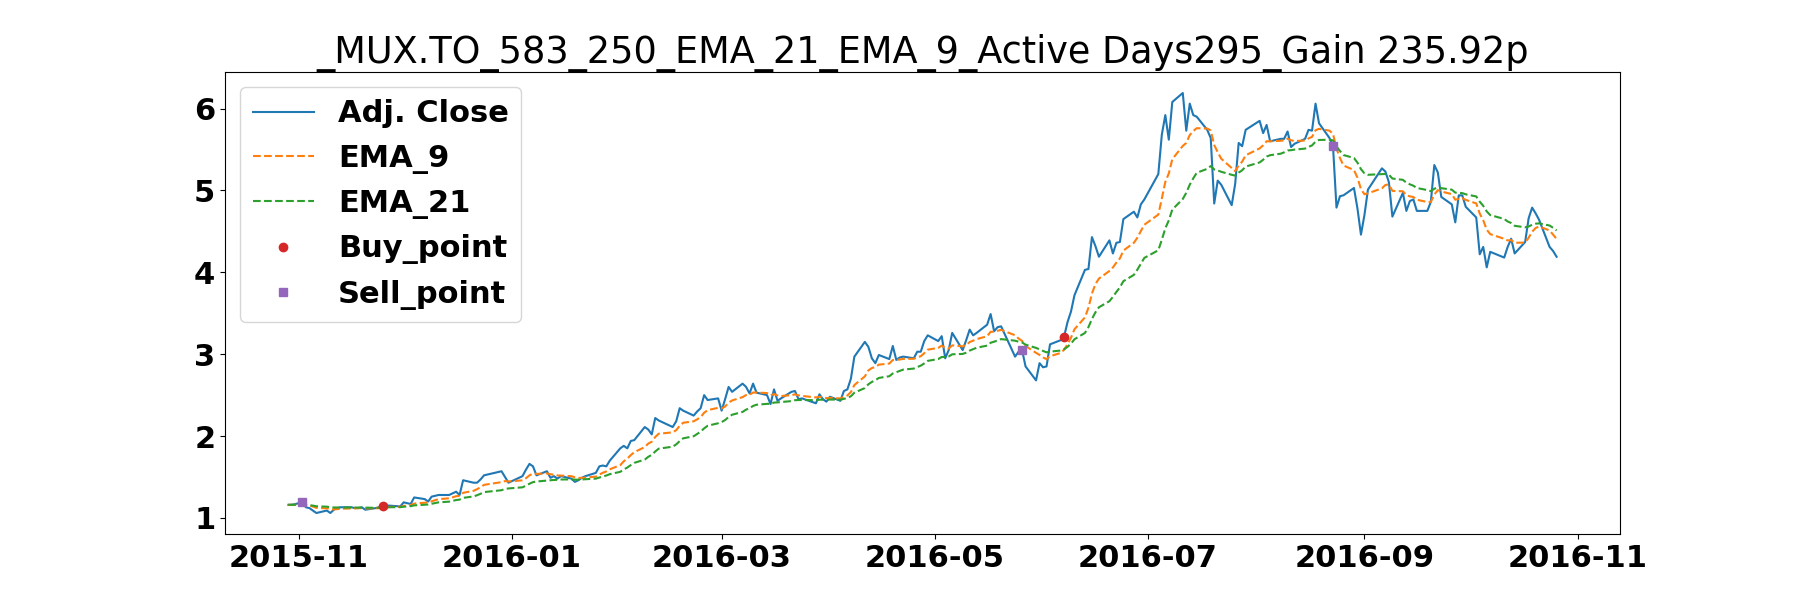 _MUX.TO_583_250_EMA_21_EMA_9_Active Days295_Gain 235.92p
Adj. Close
EMA_9
EMA_21
Buy_point
Sell_point
6
5
4
3
2
1
2015-11 2016-01 2016-03 2016-05 2016-07 2016-09 2016-11